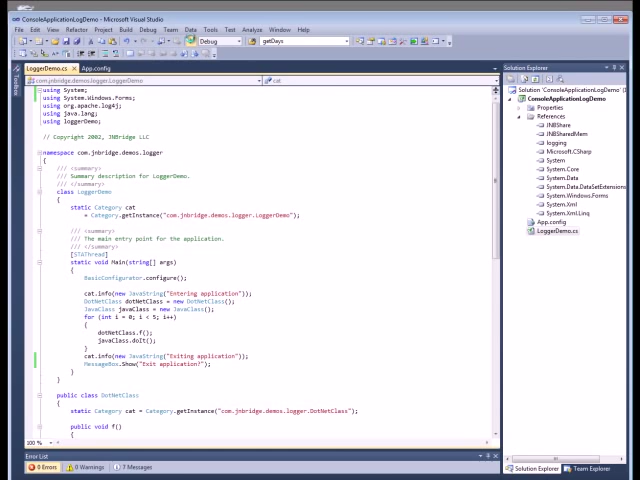 ConsoleApplicationLogDemo - Microsoft Visual Studio
File Edit View Refactor Project Build Debug Team Data Tools Test Analyze Window Help
Debug getDays
LoggerDemo.cs App.config
com.jnbridge.demos.logger.LoggerDemo cat
using System;
using System.Windows.Forms;
using org.apache.log4j;
using java.lang;
using loggerDemo;
// Copyright 2002, JNBridge LLC
namespace com.jnbridge.demos.logger
{
/// <summary>
/// Summary description for LoggerDemo.
/// </summary>
class LoggerDemo
{
static Category cat
= Category.getInstance("com.jnbridge.demos.logger.LoggerDemo");
/// <summary>
/// The main entry point for the application.
/// </summary>
[STAThread]
static void Main(string[] args)
{
BasicConfigurator.configure();
cat.info(new JavaString("Entering application"));
DotNetClass dotNetClass = new DotNetClass();
JavaClass javaClass = new JavaClass();
for (int i = 0; i < 5; i++)
{
dotNetClass.f();
javaClass.doIt();
}
cat.info(new JavaString("Exiting application"));
MessageBox.Show("Exit application?");
}
}
public class DotNetClass
{
static Category cat = Category.getInstance("com.jnbridge.demos.logger.DotNetClass");
public void f()
{
100 %
Error List
0 Errors 0 Warnings 7 Messages
Toolbox
Solution Explorer
Solution 'ConsoleApplicationLogDemo'
ConsoleApplicationLogDemo
Properties
References
JNBShare
JNBSharedMem
logging
Microsoft.CSharp
System
System.Core
System.Data
System.Data.DataSetExtensions
System.Windows.Forms
System.Xml
System.Xml.Linq
App.config
LoggerDemo.cs
Solution Explorer Team Explorer